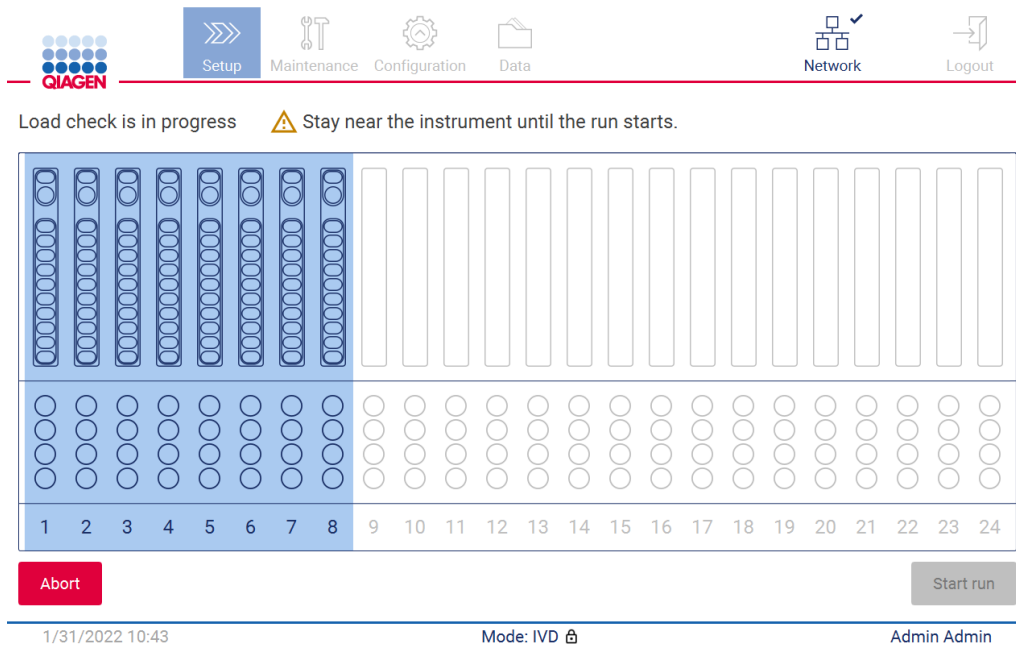 QIAGEN
Setup Maintenance Configuration Data Network Logout
Load check is in progress Stay near the instrument until the run starts.
1 2 3 4 5 6 7 8 9 10 11 12 13 14 15 16 17 18 19 20 21 22 23 24
Abort Start run
1/31/2022 10:43 Mode: IVD Admin Admin